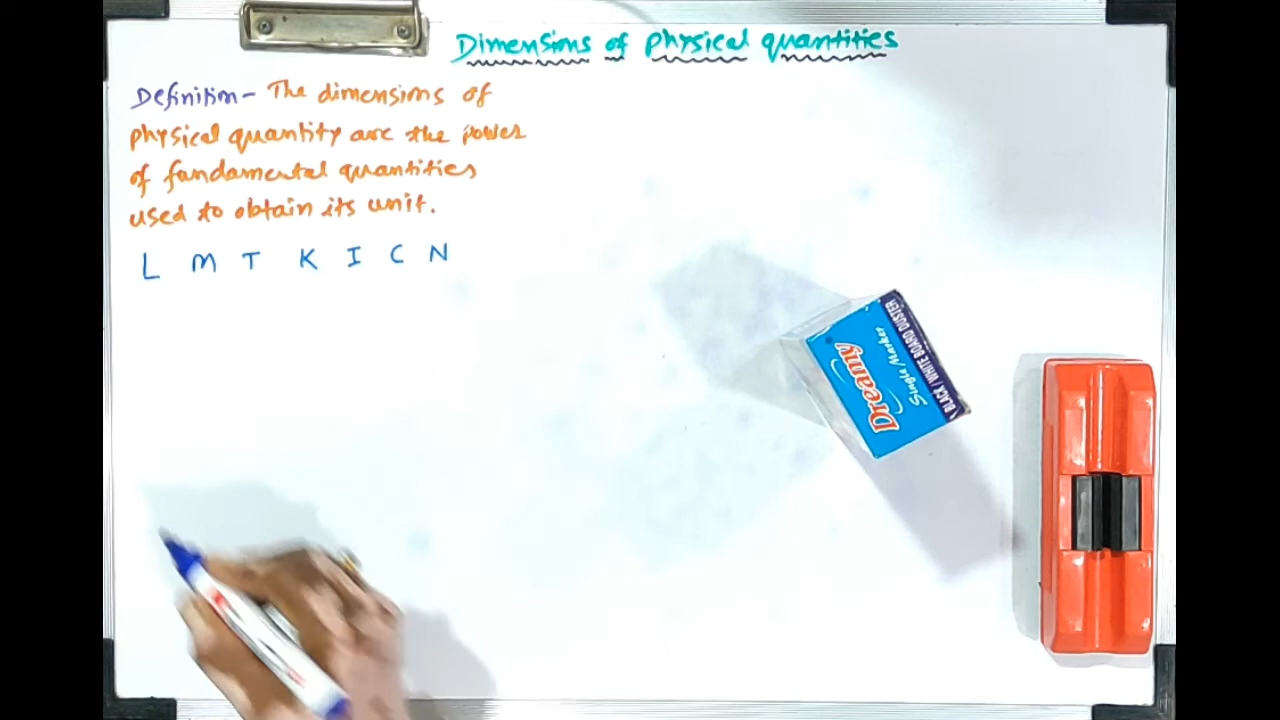 Dimensions of physical quantities
Definition- The dimensions of
physical quantity are the power
of fundamental quantities
used to obtain its unit.
L M T K I C N
Dreamy
Single Marker
BLACK / WHITE BOARD DUSTER